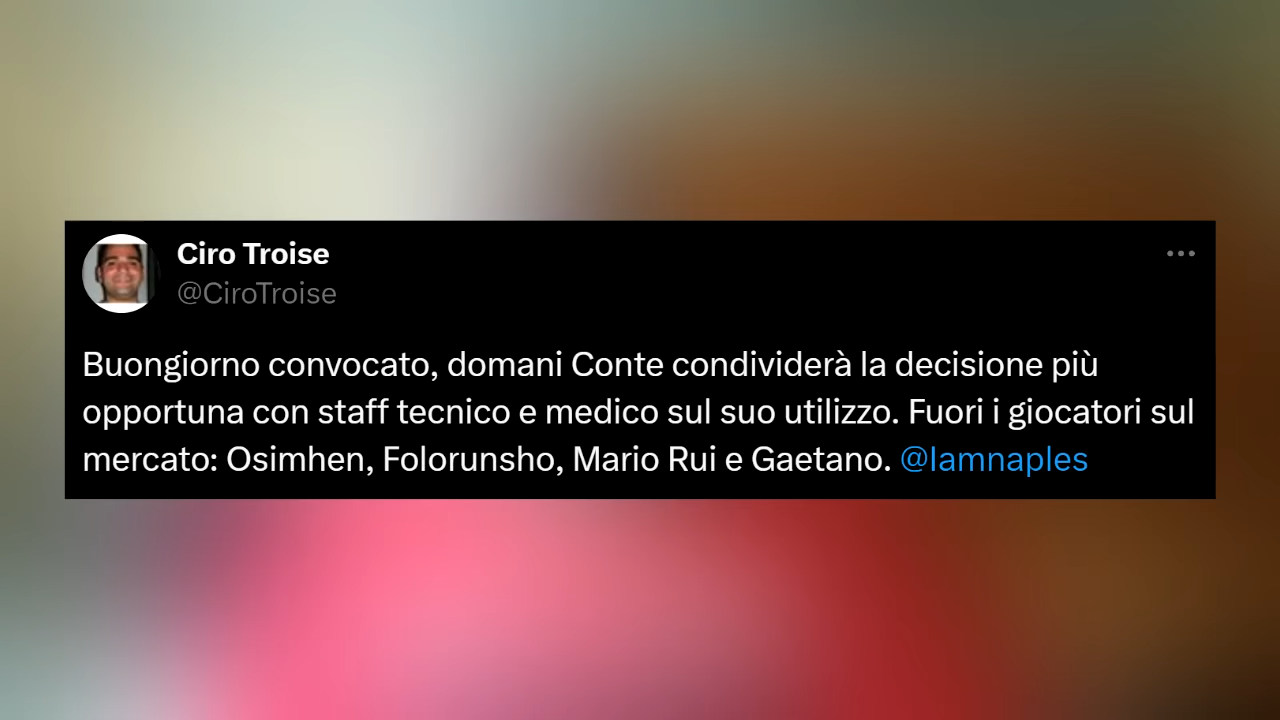 Ciro Troise
@CiroTroise
Buongiorno convocato, domani Conte condividerà la decisione più
opportuna con staff tecnico e medico sul suo utilizzo. Fuori i giocatori sul
mercato: Osimhen, Folorunsho, Mario Rui e Gaetano. @Iamnaples